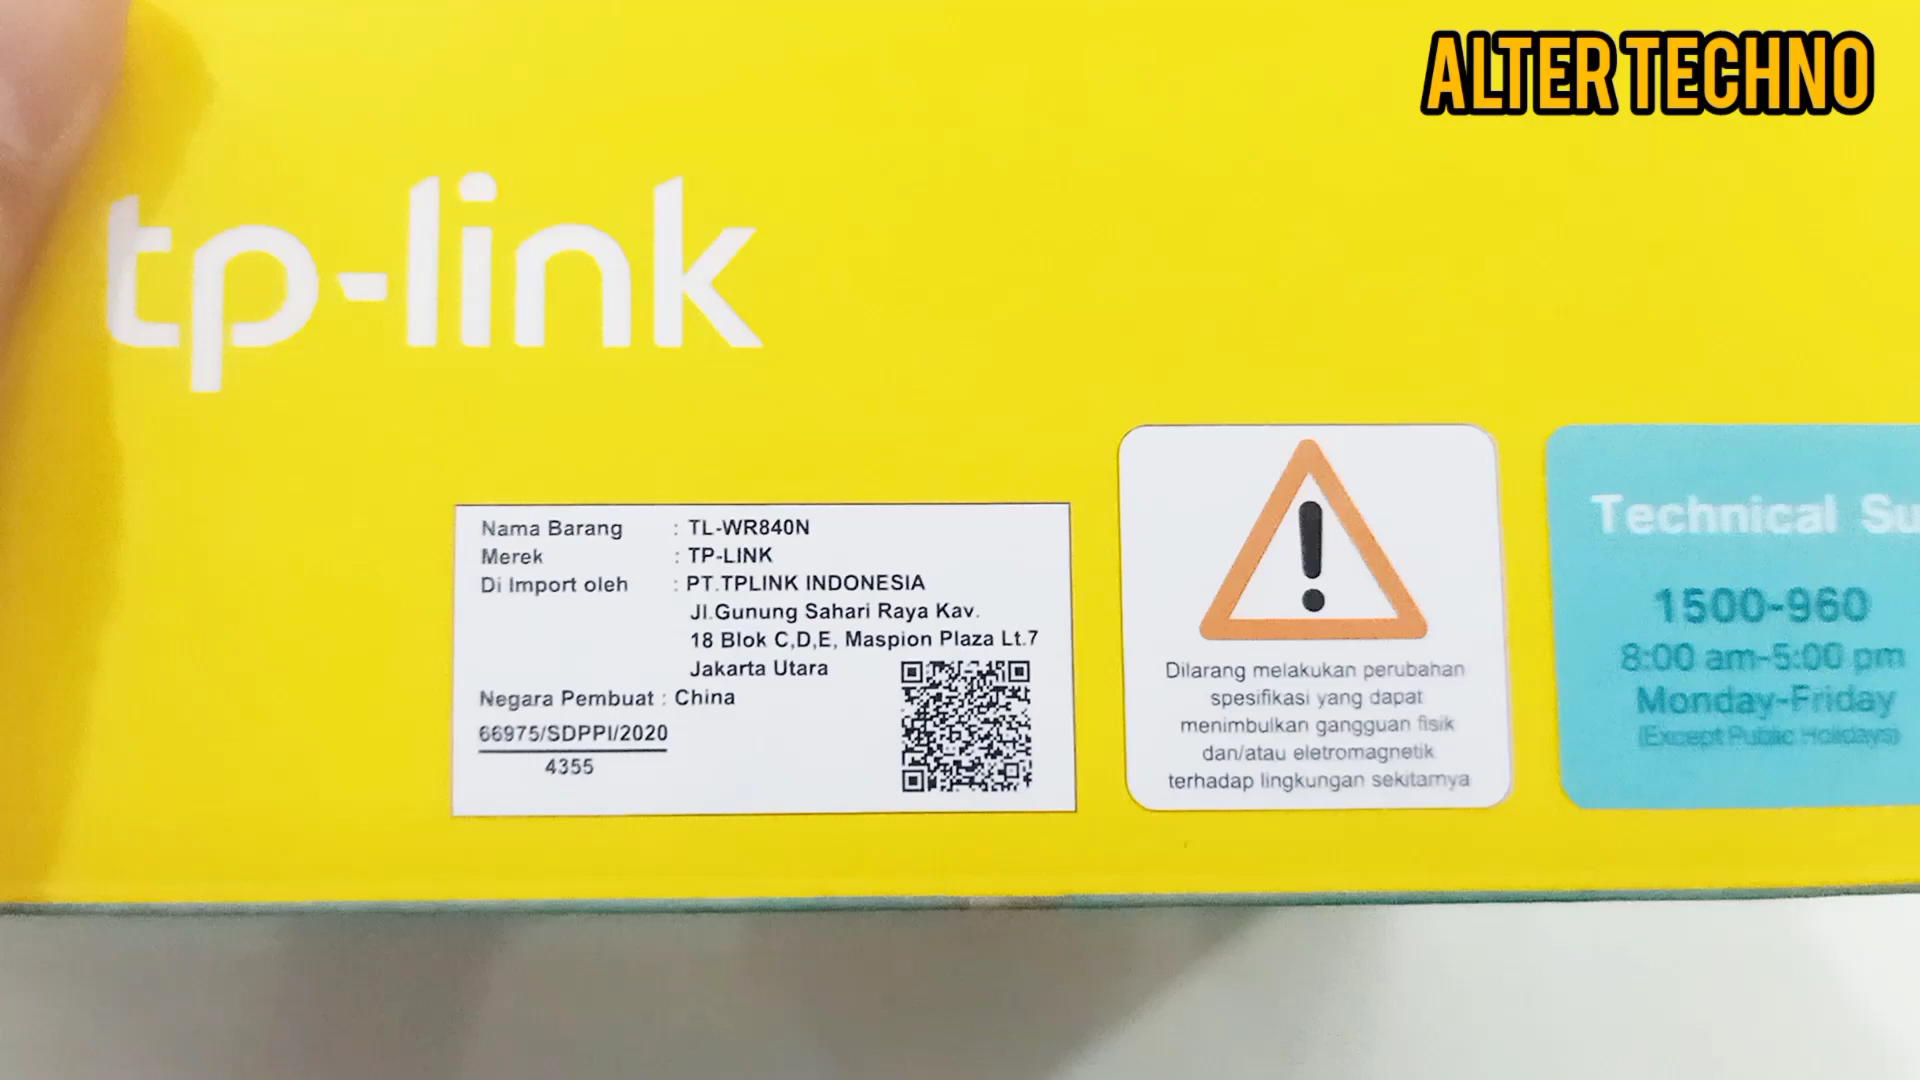 ALTER TECHNO
tp-link
Nama Barang : TL-WR840N
Merek : TP-LINK
Di Import oleh : PT.TPLINK INDONESIA
Jl.Gunung Sahari Raya Kav.
18 Blok C,D,E, Maspion Plaza Lt.7
Jakarta Utara
Negara Pembuat : China
66975/SDPPI/2020
4355
Dilarang melakukan perubahan
spesifikasi yang dapat
menimbulkan gangguan fisik
dan/atau eletromagnetik
terhadap lingkungan sekitarnya
Technical
1500-960
8:00 am-5:00 pm
Monday-Friday
(Except Public Holidays)